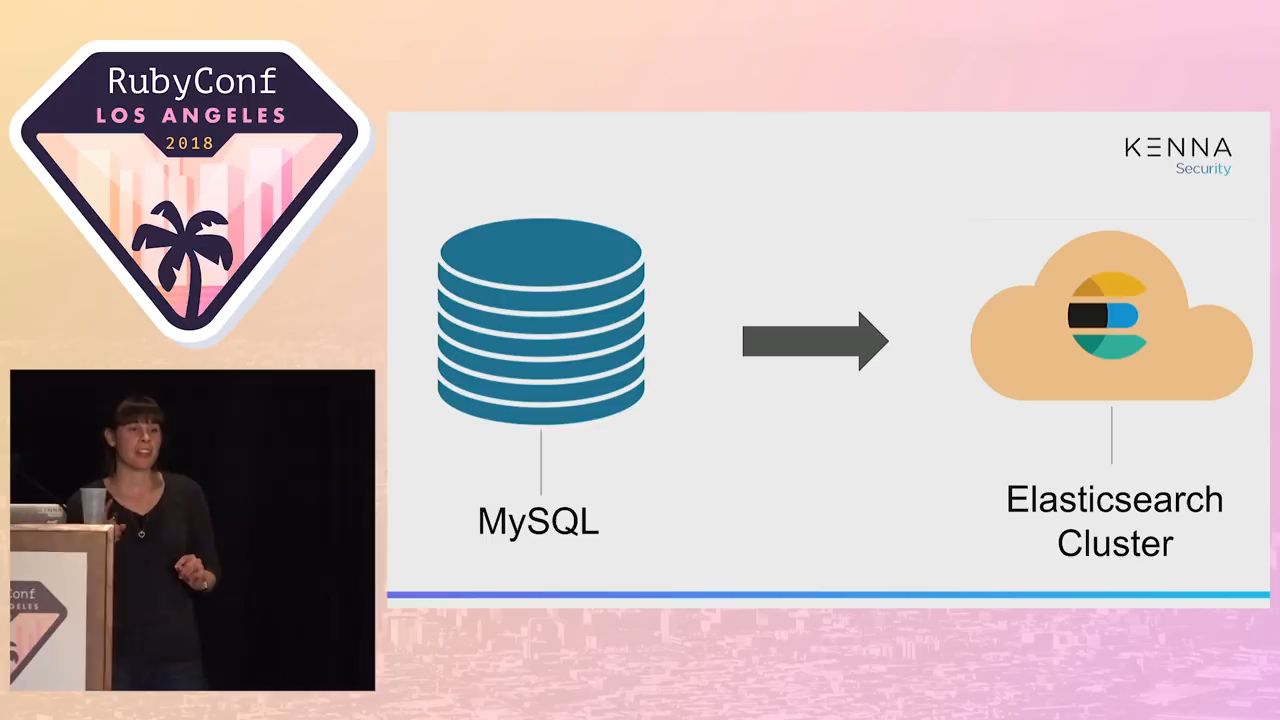 RubyConf
LOS ANGELES
2018
KENNA
Security
MySQL
Elasticsearch
Cluster